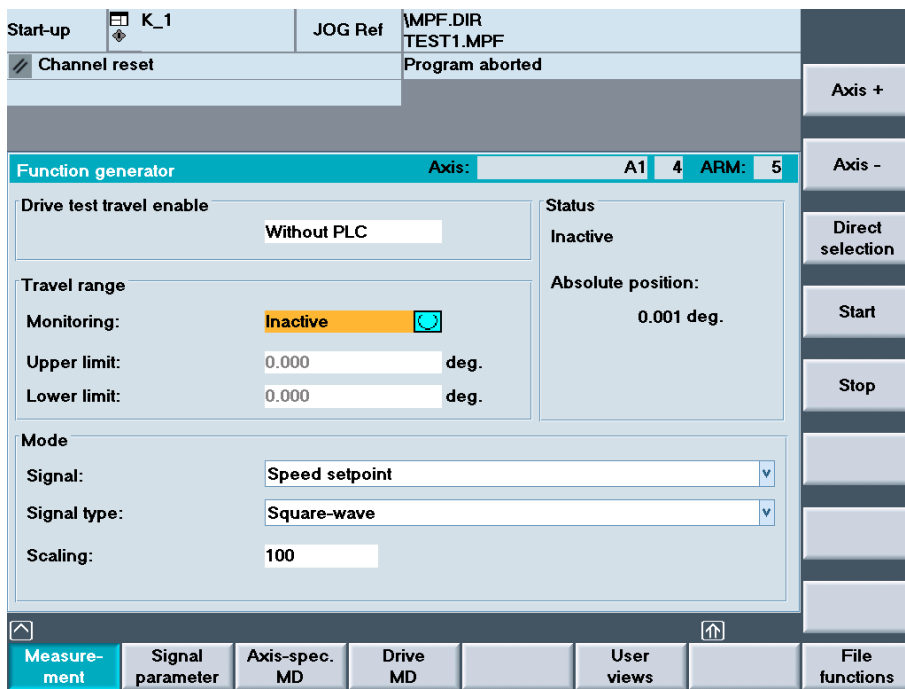 Start-up
K_1
JOG Ref
\MPF.DIR
TEST1.MPF
Channel reset
Program aborted
Axis +
Function generator
Axis:
A1
4
ARM:
5
Axis -
Drive test travel enable
Without PLC
Status
Inactive
Direct
selection
Travel range
Absolute position:
0.001 deg.
Monitoring:
Inactive
Start
Upper limit:
0.000
deg.
Lower limit:
0.000
deg.
Stop
Mode
Signal:
Speed setpoint
Signal type:
Square-wave
Scaling:
100
Measure-
ment
Signal
parameter
Axis-spec.
MD
Drive
MD
User
views
File
functions